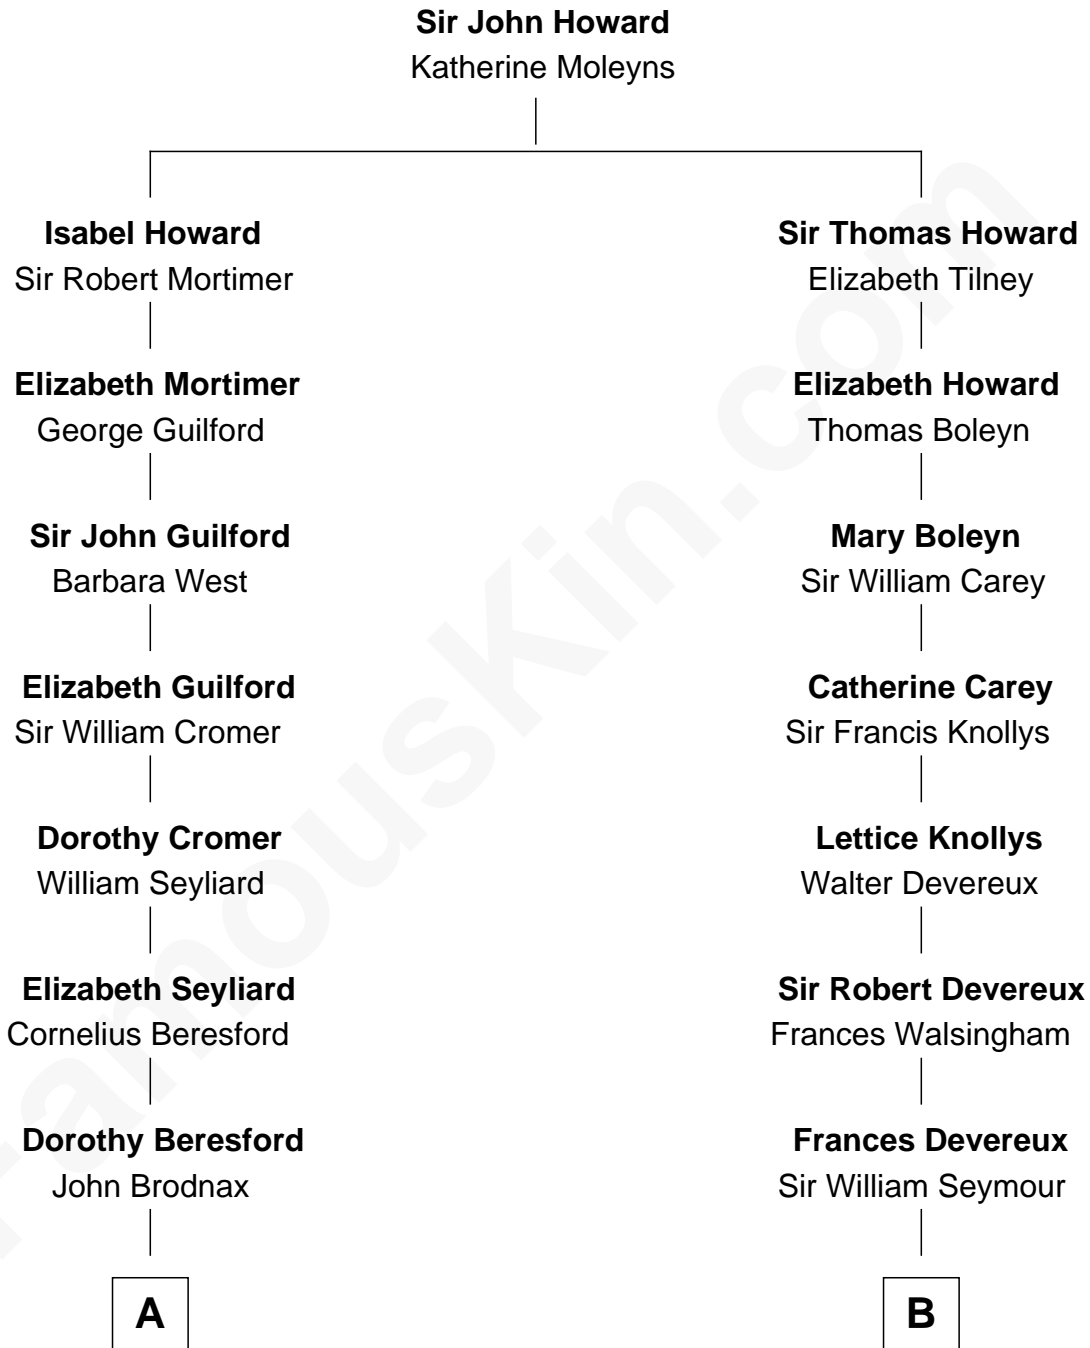 Sir John Howard
Katherine Moleyns
Isabel Howard
Sir Robert Mortimer
Sir Thomas Howard
Elizabeth Tilney
Elizabeth Mortimer
George Guilford
Elizabeth Howard
Thomas Boleyn
Sir John Guilford
Barbara West
Mary Boleyn
Sir William Carey
Elizabeth Guilford
Sir William Cromer
Catherine Carey
Sir Francis Knollys
Dorothy Cromer
William Seyliard
Lettice Knollys
Walter Devereux
Elizabeth Seyliard
Cornelius Beresford
Sir Robert Devereux
Frances Walsingham
Dorothy Beresford
John Brodnax
Frances Devereux
Sir William Seymour
A
B
FamousKin.com